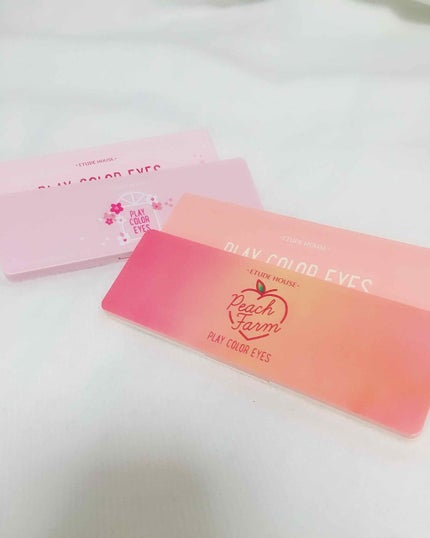 ·ETUDE HOUSE·
PLAY COLOR EYES
PLAY
COLOR
EYES
·ETUDE HOUSE·
PLAY COLOR EYES
·ETUDE HOUSE·
Peach
Farm
PLAY COLOR EYES